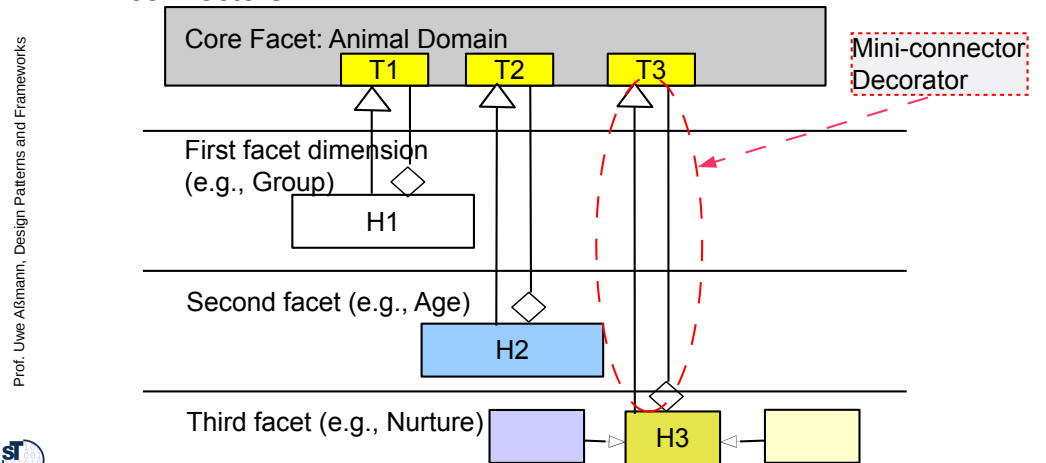 Core Facet: Animal Domain
T1
T2
T3
Mini-connector
Decorator
First facet dimension
(e.g., Group)
H1
Second facet (e.g., Age)
H2
Third facet (e.g., Nurture)
H3
Prof. Uwe Aßmann, Design Patterns and Frameworks
sT